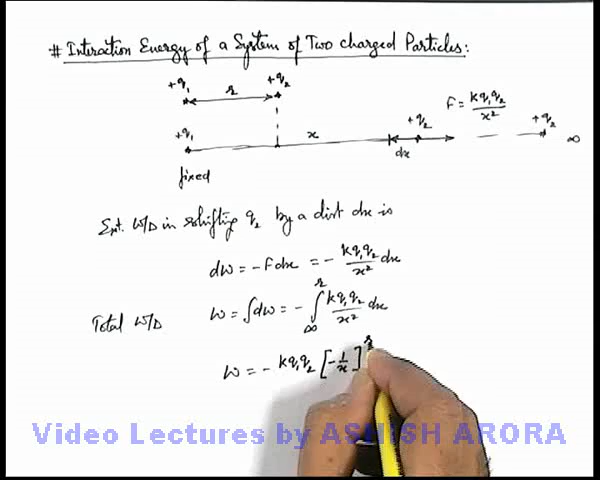 # Interaction Energy of a System of Two charged Particles:
+q₁ r +q₂
F = kq₁q₂/x²
+q₁ x dx +q₂ +q₂ ∞
fixed
Ext. W/D in shifting q₂ by a dist dx is
dW = -Fdx = - kq₁q₂/x² dx
Total W/D W = ∫dW = - ∫_∞^r kq₁q₂/x² dx
W = - kq₁q₂ [-1/x]^r
Video Lectures by ASHISH ARORA